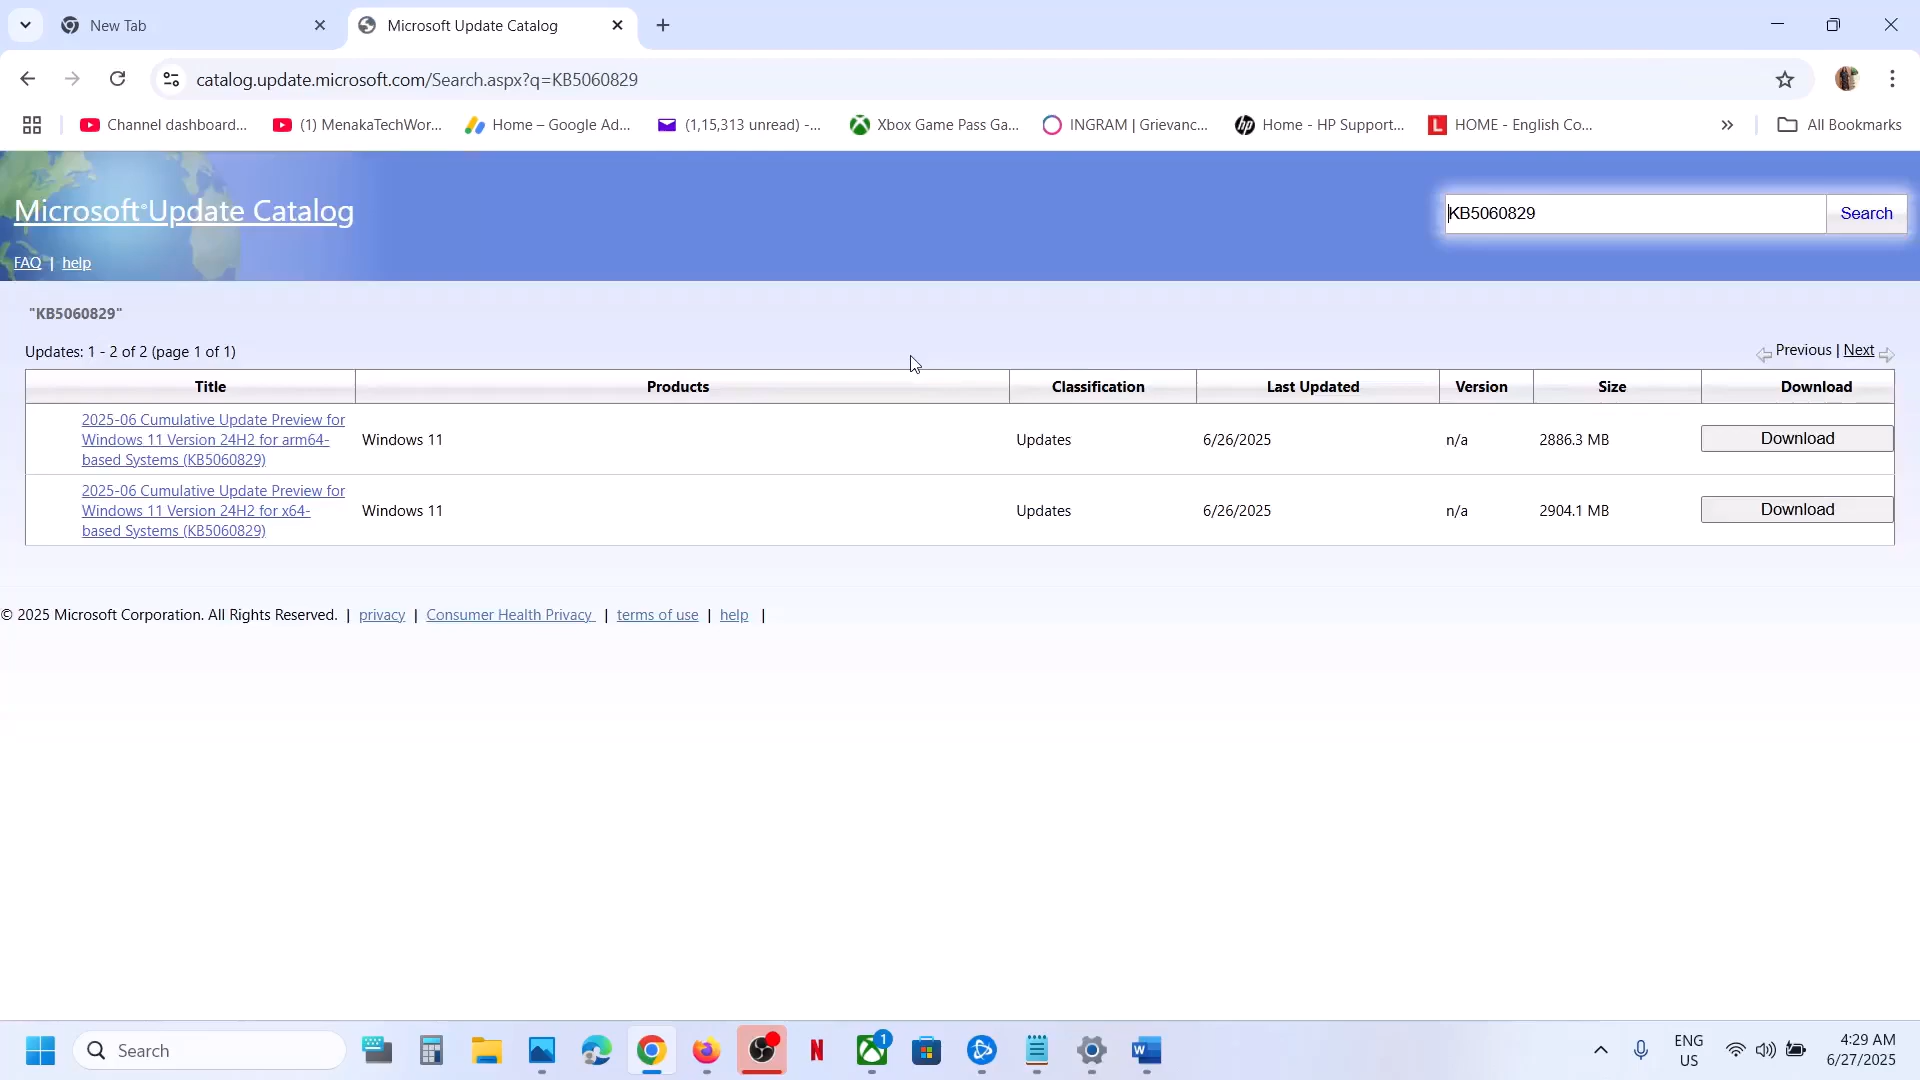 New Tab
Microsoft Update Catalog
catalog.update.microsoft.com/Search.aspx?q=KB5060829
Channel dashboard...
(1) MenakaTechWor...
Home – Google Ad...
(1,15,313 unread) -...
Xbox Game Pass Ga...
INGRAM | Grievanc...
Home - HP Support...
HOME - English Co...
All Bookmarks
Microsoft® Update Catalog
KB5060829
Search
FAQ | help
"KB5060829"
Updates: 1 - 2 of 2 (page 1 of 1)
Previous | Next
Title Products Classification Last Updated Version Size Download
2025-06 Cumulative Update Preview for
Windows 11 Version 24H2 for arm64-
based Systems (KB5060829)
Windows 11 Updates 6/26/2025 n/a 2886.3 MB Download
2025-06 Cumulative Update Preview for
Windows 11 Version 24H2 for x64-
based Systems (KB5060829)
Windows 11 Updates 6/26/2025 n/a 2904.1 MB Download
© 2025 Microsoft Corporation. All Rights Reserved. | privacy | Consumer Health Privacy | terms of use | help |
Search
1
ENG
US
4:29 AM
6/27/2025